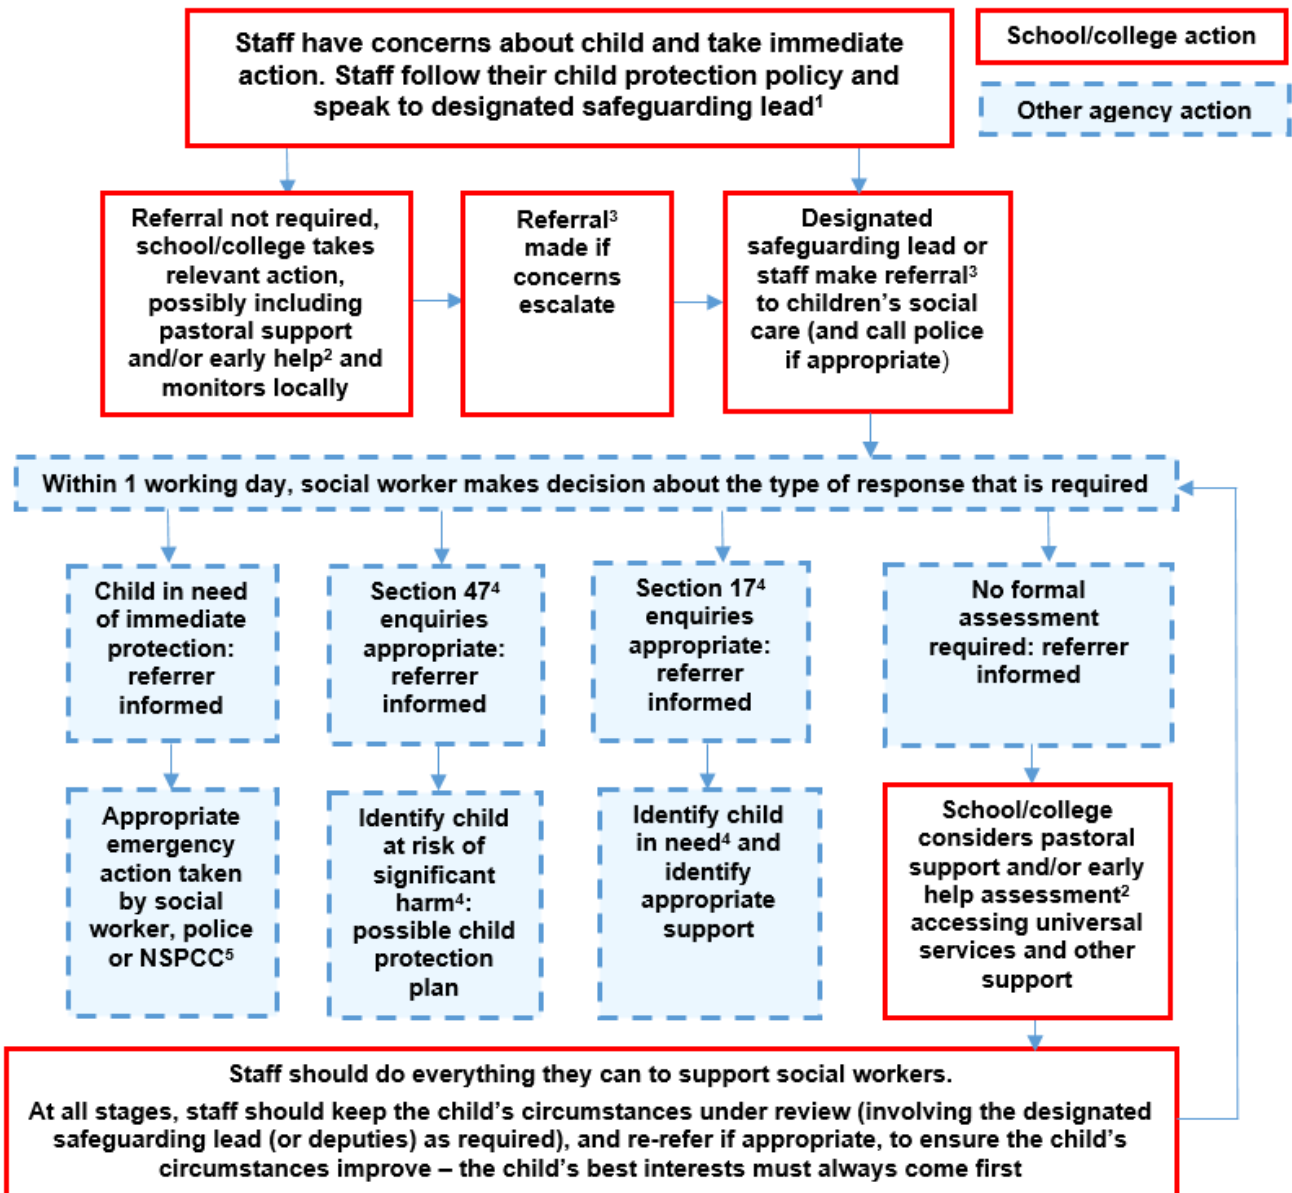 Staff have concerns about child and take immediate
action. Staff follow their child protection policy and
speak to designated safeguarding lead¹
School/college action
Other agency action
Referral not required,
school/college takes
relevant action,
possibly including
pastoral support
and/or early help² and
monitors locally
Referral³
made if
concerns
escalate
Designated
safeguarding lead or
staff make referral³
to children’s social
care (and call police
if appropriate)
Within 1 working day, social worker makes decision about the type of response that is required
Child in need
of immediate
protection:
referrer
informed
Section 47⁴
enquiries
appropriate:
referrer
informed
Section 17⁴
enquiries
appropriate:
referrer
informed
No formal
assessment
required: referrer
informed
Appropriate
emergency
action taken
by social
worker, police
or NSPCC⁵
Identify child
at risk of
significant
harm⁴:
possible child
protection
plan
Identify child
in need⁴ and
identify
appropriate
support
School/college
considers pastoral
support and/or early
help assessment²
accessing universal
services and other
support
Staff should do everything they can to support social workers.
At all stages, staff should keep the child’s circumstances under review (involving the designated
safeguarding lead (or deputies) as required), and re-refer if appropriate, to ensure the child’s
circumstances improve – the child’s best interests must always come first